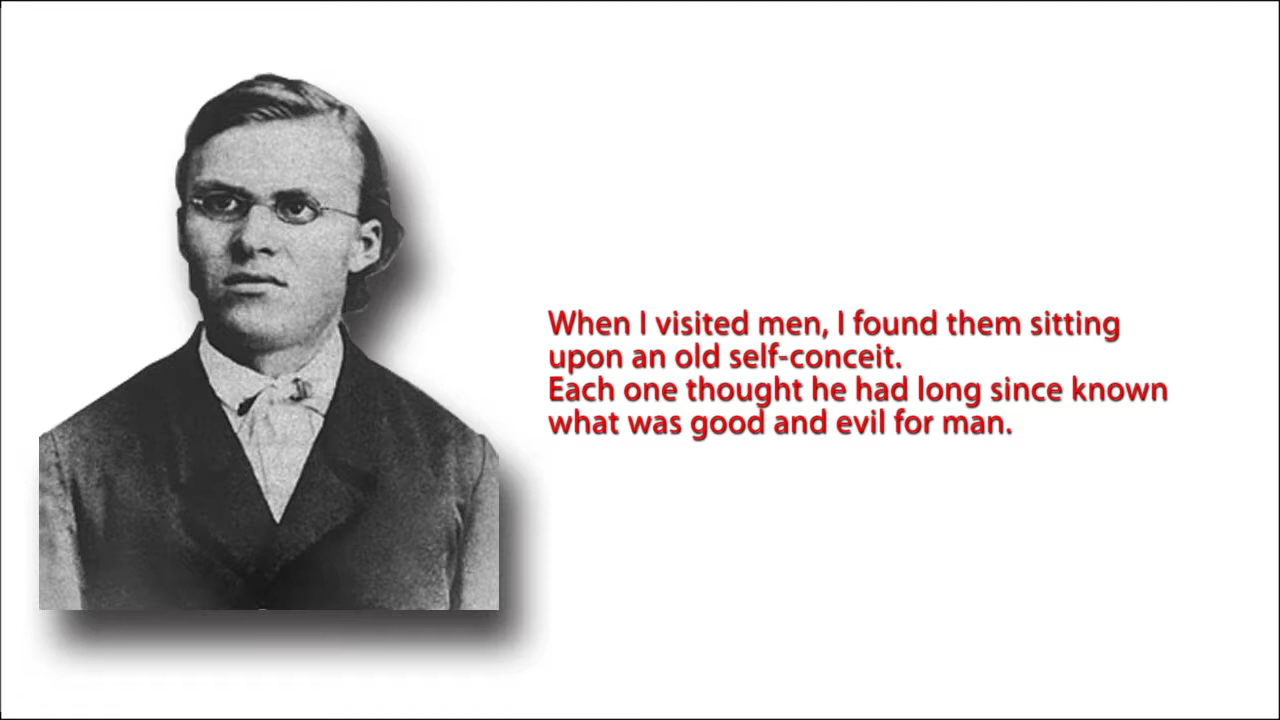 When I visited men, I found them sitting
upon an old self-conceit.
Each one thought he had long since known
what was good and evil for man.